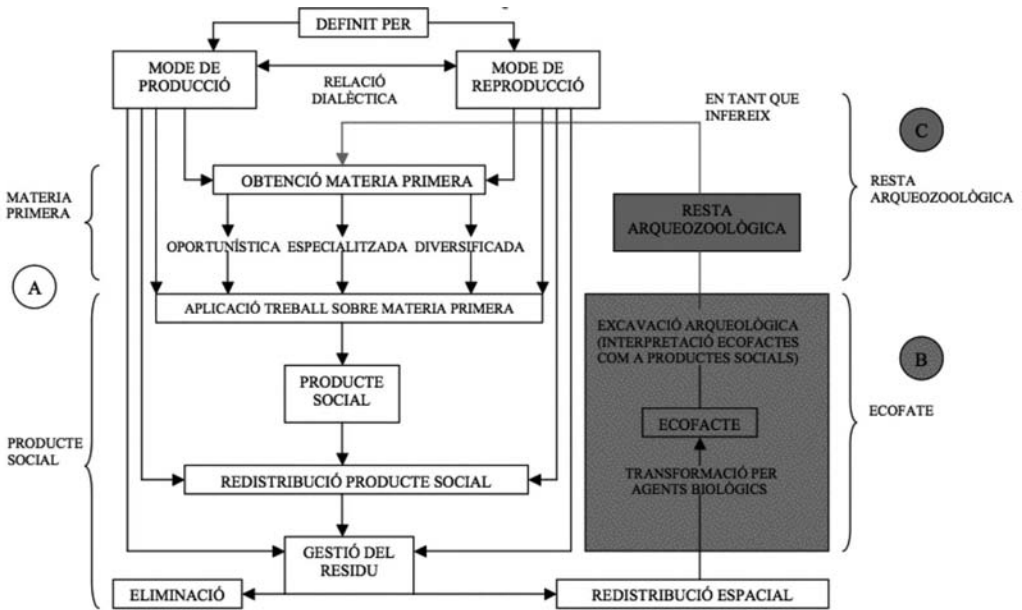 DEFINIT PER
MODE DE
PRODUCCIÓ
RELACIÓ
DIALÈCTICA
MODE DE
REPRODUCCIÓ
EN TANT QUE
INFEREIX
C
RESTA
ARQUEOZOOLÒGICA
MATERIA
PRIMERA
OBTENCIÓ MATERIA PRIMERA
RESTA
ARQUEOZOOLÒGICA
OPORTUNÍSTICA ESPECIALITZADA DIVERSIFICADA
A
APLICACIÓ TREBALL SOBRE MATERIA PRIMERA
EXCAVACIÓ ARQUEOLÒGICA
(INTERPRETACIÓ ECOFACTES
COM A PRODUCTES SOCIALS)
B
PRODUCTE
SOCIAL
ECOFACTE
ECOFATE
PRODUCTE
SOCIAL
REDISTRIBUCIÓ PRODUCTE SOCIAL
TRANSFORMACIÓ PER
AGENTS BIOLÒGICS
GESTIÓ DEL
RESIDU
ELIMINACIÓ
REDISTRIBUCIÓ ESPACIAL